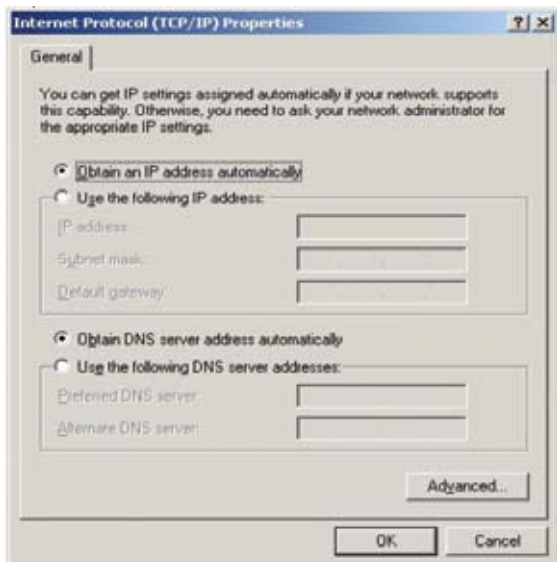 Internet Protocol (TCP/IP) Properties
General
You can get IP settings assigned automatically if your network supports
this capability. Otherwise, you need to ask your network administrator for
the appropriate IP settings.
Obtain an IP address automatically
Use the following IP address:
IP address:
Subnet mask:
Default gateway:
Obtain DNS server address automatically
Use the following DNS server addresses:
Preferred DNS server:
Alternate DNS server:
Advanced...
OK
Cancel